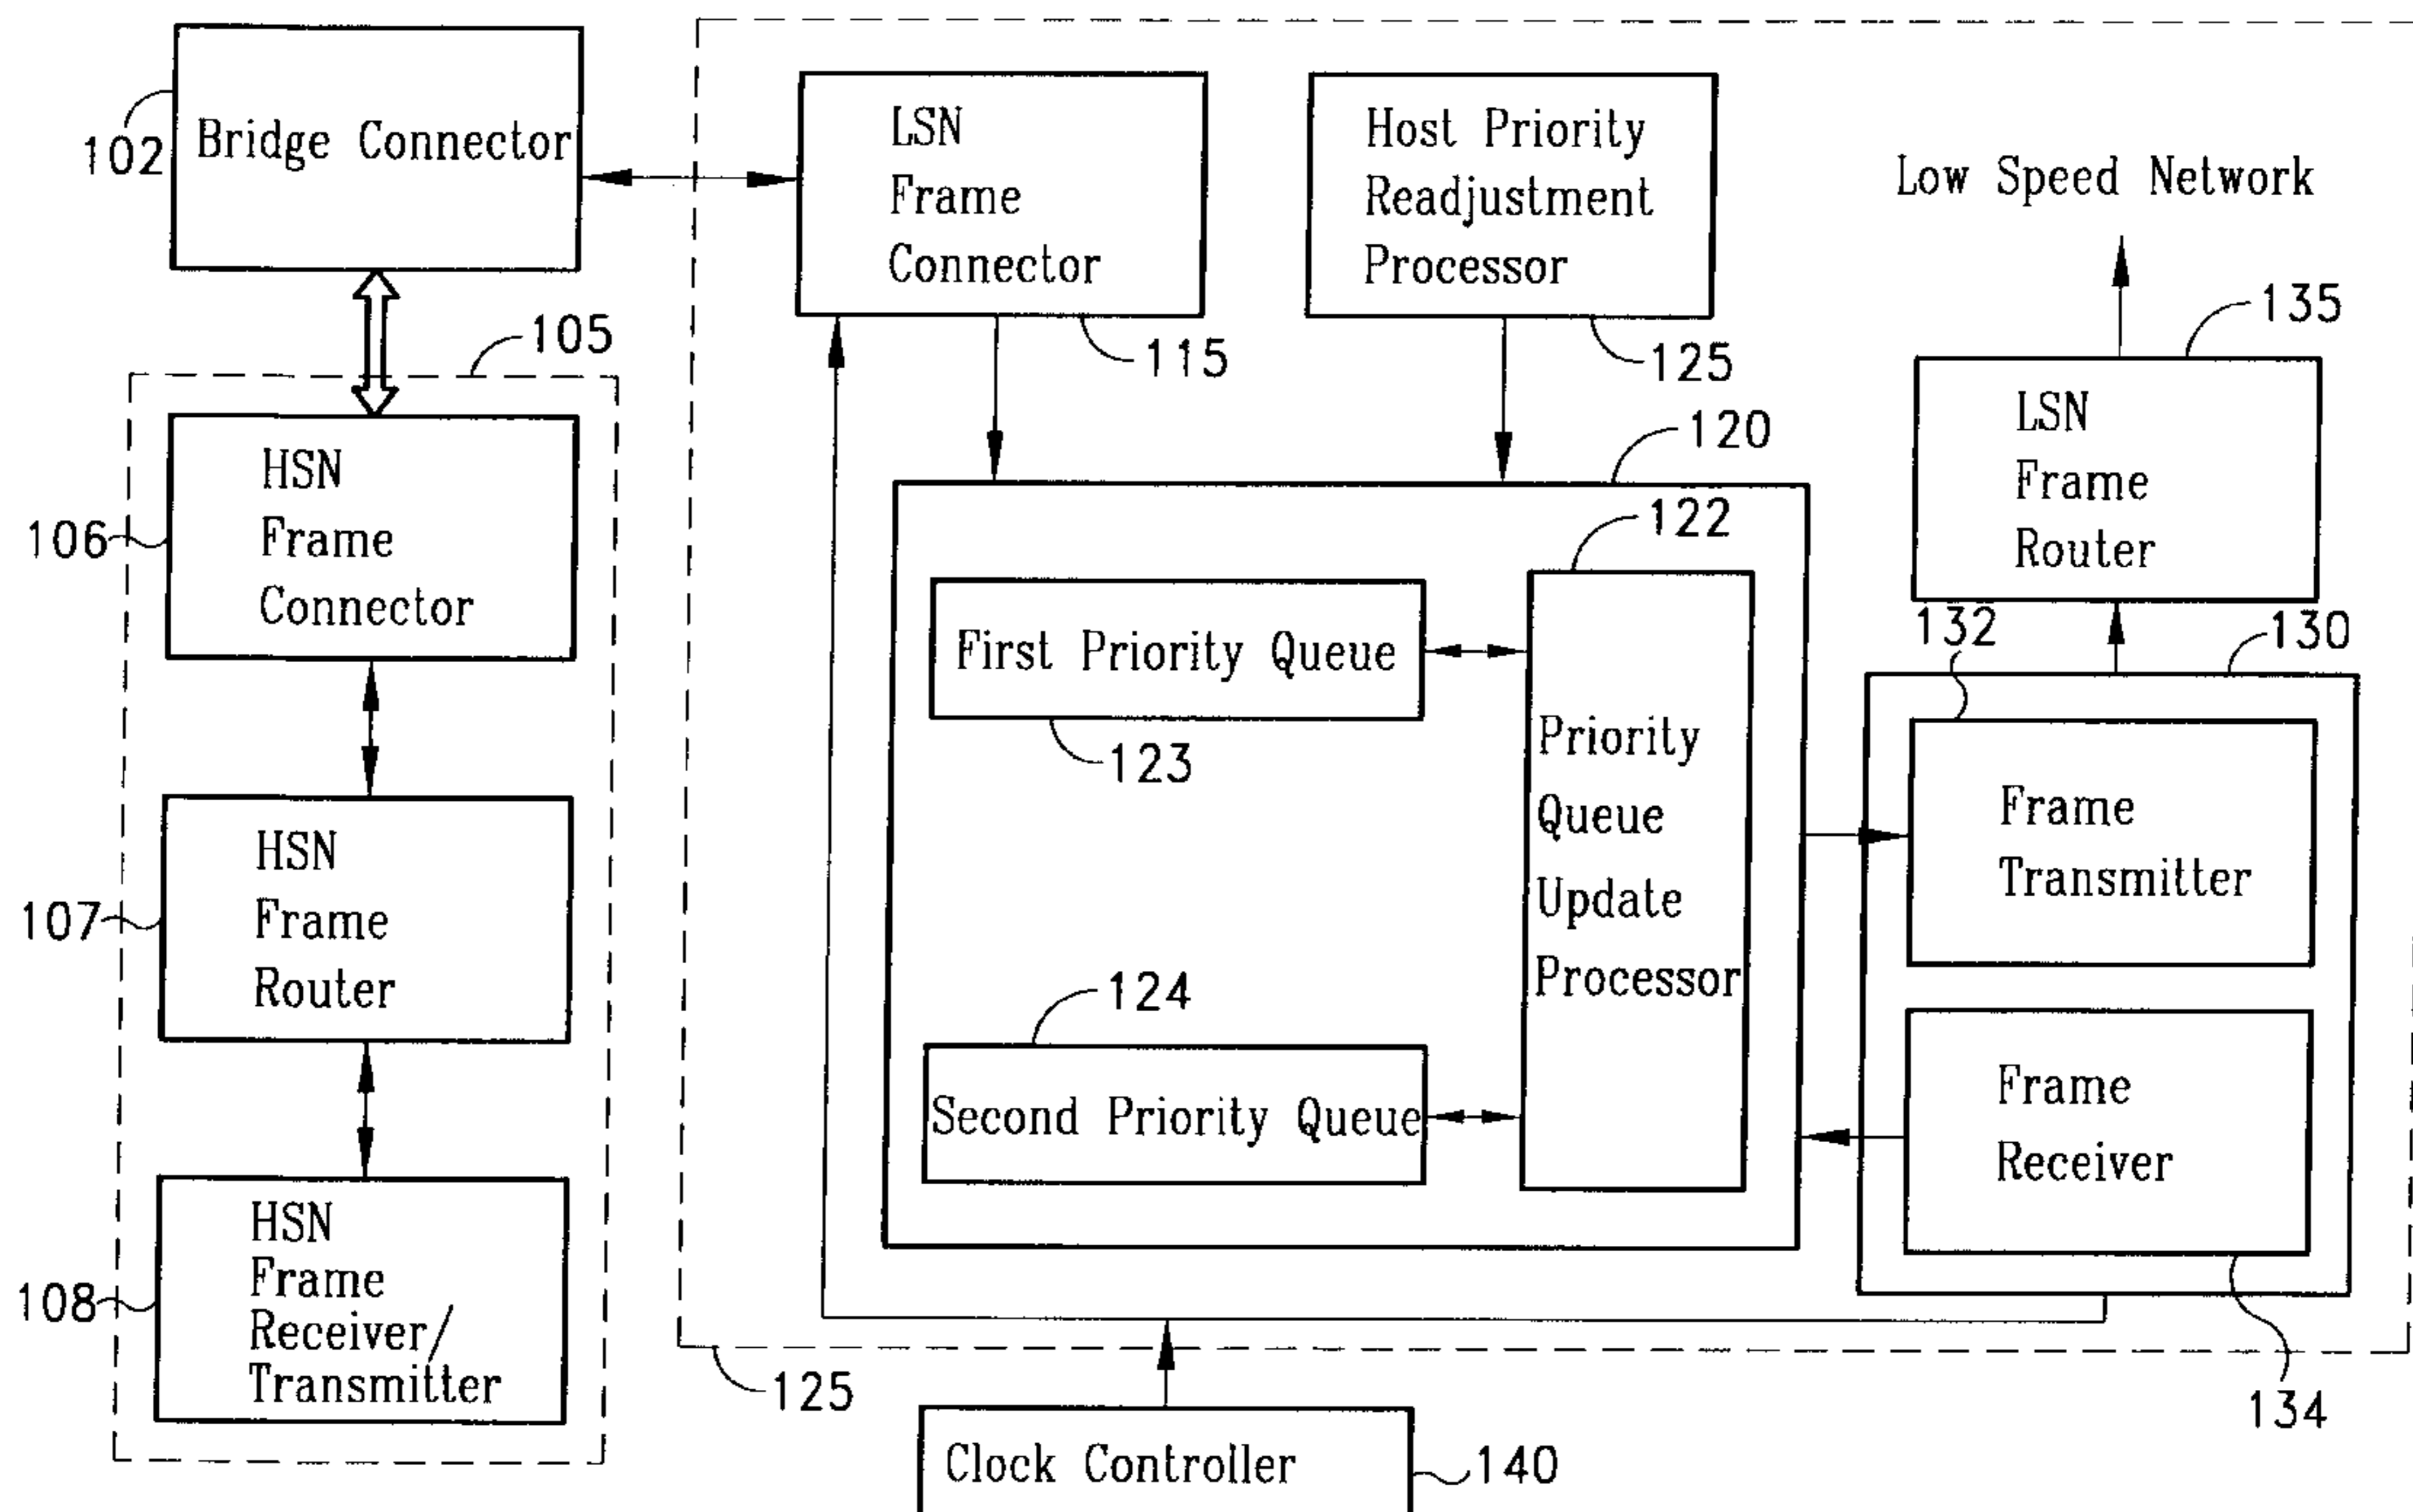 102
Bridge Connector
105
106
HSN
Frame
Connector
107
HSN
Frame
Router
108
HSN
Frame
Receiver/
Transmitter
LSN
Frame
Connector
115
Host Priority
Readjustment
Processor
125
120
122
First Priority Queue
123
Priority
Queue
Update
Processor
124
Second Priority Queue
Low Speed Network
135
LSN
Frame
Router
132
130
Frame
Transmitter
Frame
Receiver
134
125
Clock Controller
140